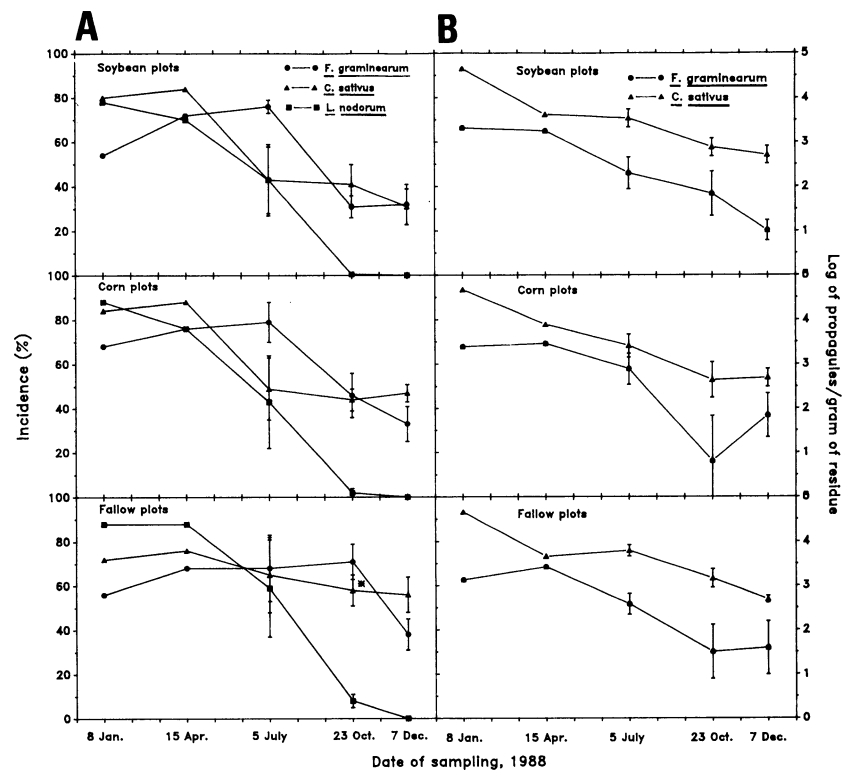 A B
100
80
60
40
20
Soybean plots
F. graminearum
C. sativus
L. nodorum
Soybean plots
F. graminearum
C. sativus
5
4
3
2
1
100
80
60
40
20
Corn plots
Corn plots
4
3
2
1
100
80
60
40
20
0
Fallow plots
*
Fallow plots
4
3
2
1
0
Incidence (%)
Log of propagules/gram of residue
8 Jan. 15 Apr. 5 July 23 Oct. 7 Dec. 8 Jan. 15 Apr. 5 July 23 Oct. 7 Dec.
Date of sampling, 1988